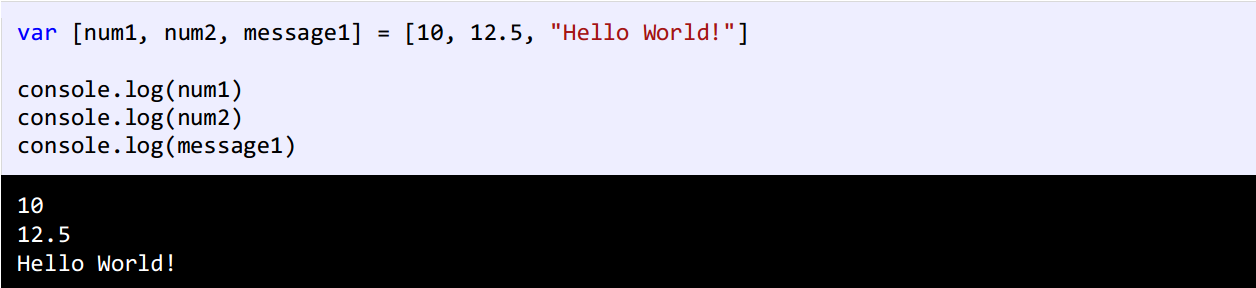 var [num1, num2, message1] = [10, 12.5, "Hello World!"]
console.log(num1)
console.log(num2)
console.log(message1)
10
12.5
Hello World!